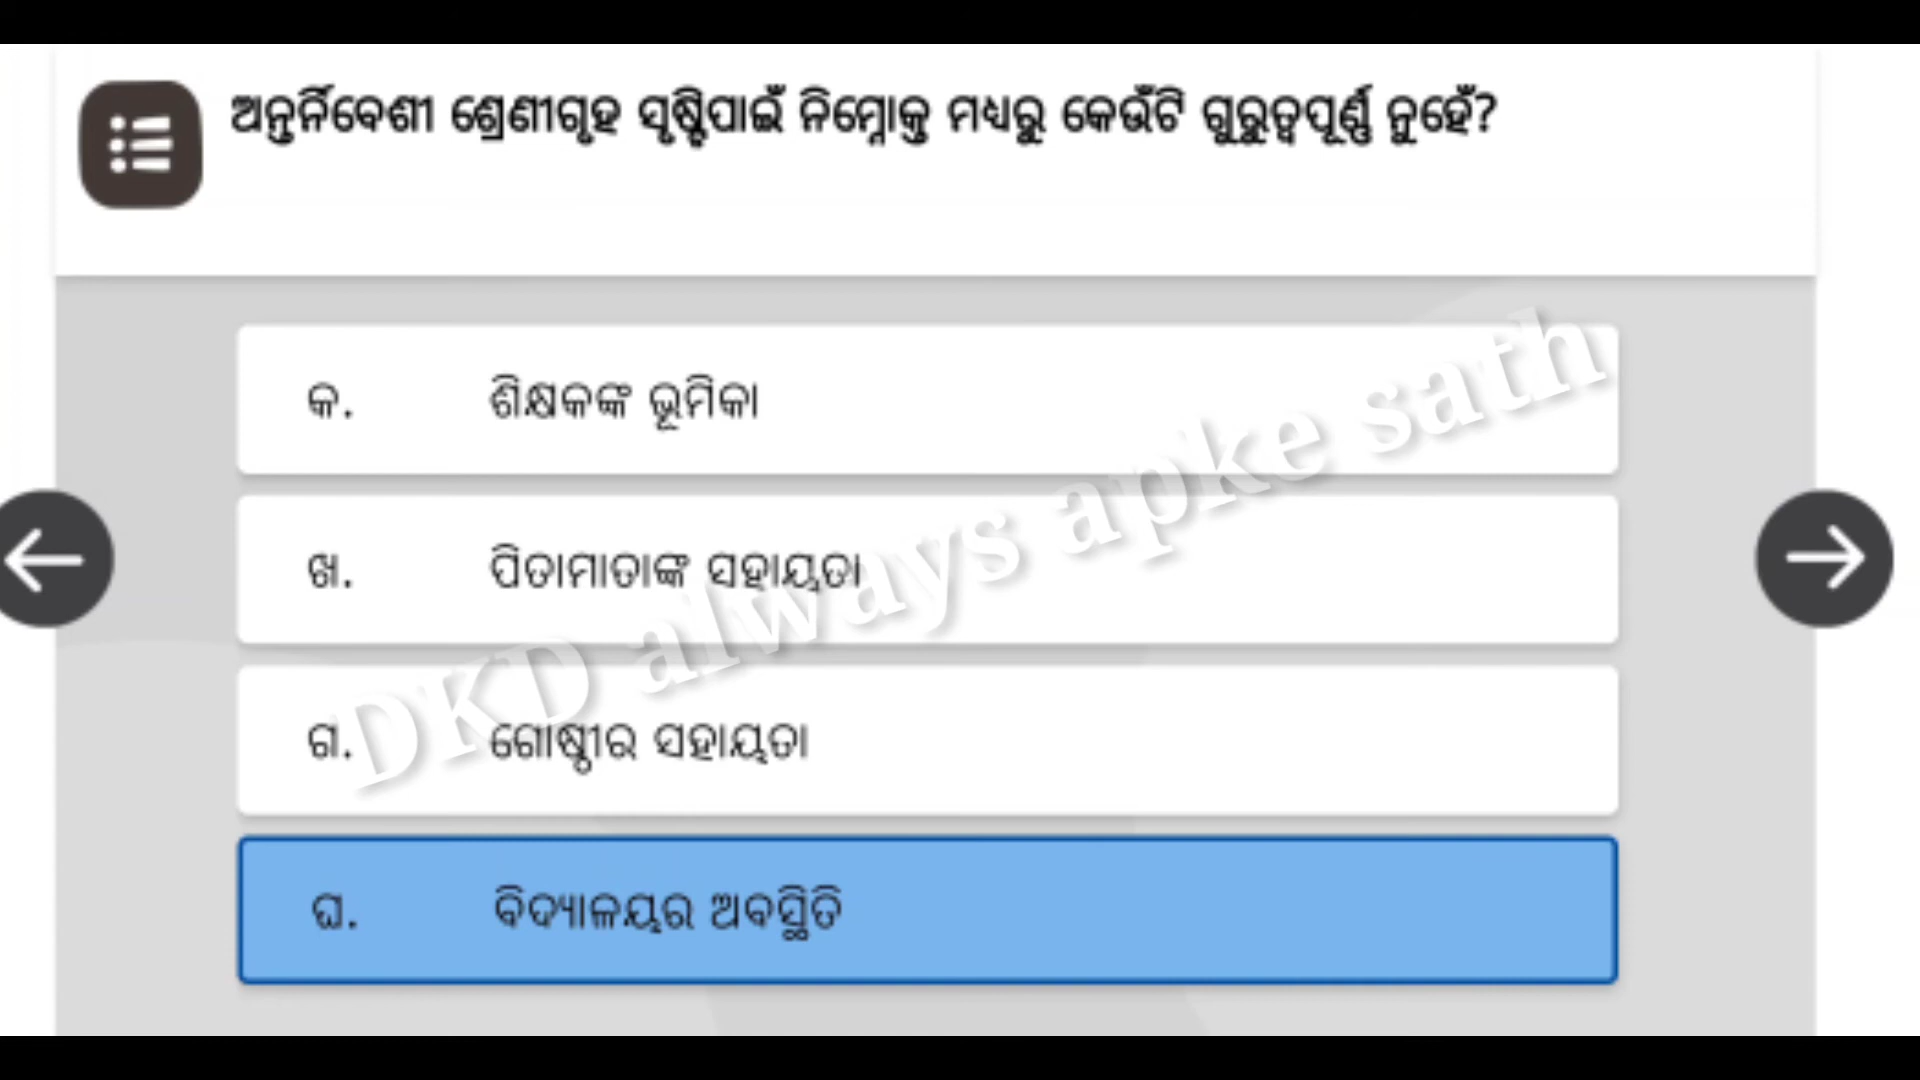 ଅନ୍ତର୍ନିବେଶୀ ଶ୍ରେଣୀଗୃହ ସୃଷ୍ଟିପାଇଁ ନିମ୍ନୋକ୍ତ ମଧ୍ୟରୁ କେଉଁଟି ଗୁରୁତ୍ୱପୂର୍ଣ୍ଣ ନୁହେଁ?
କ. ଶିକ୍ଷକଙ୍କ ଭୂମିକା
ଖ. ପିତାମାତାଙ୍କ ସହାୟତା
ଗ. ଗୋଷ୍ଠୀର ସହାୟତା
ଘ. ବିଦ୍ୟାଳୟର ଅବସ୍ଥିତି
DKD always apke sath